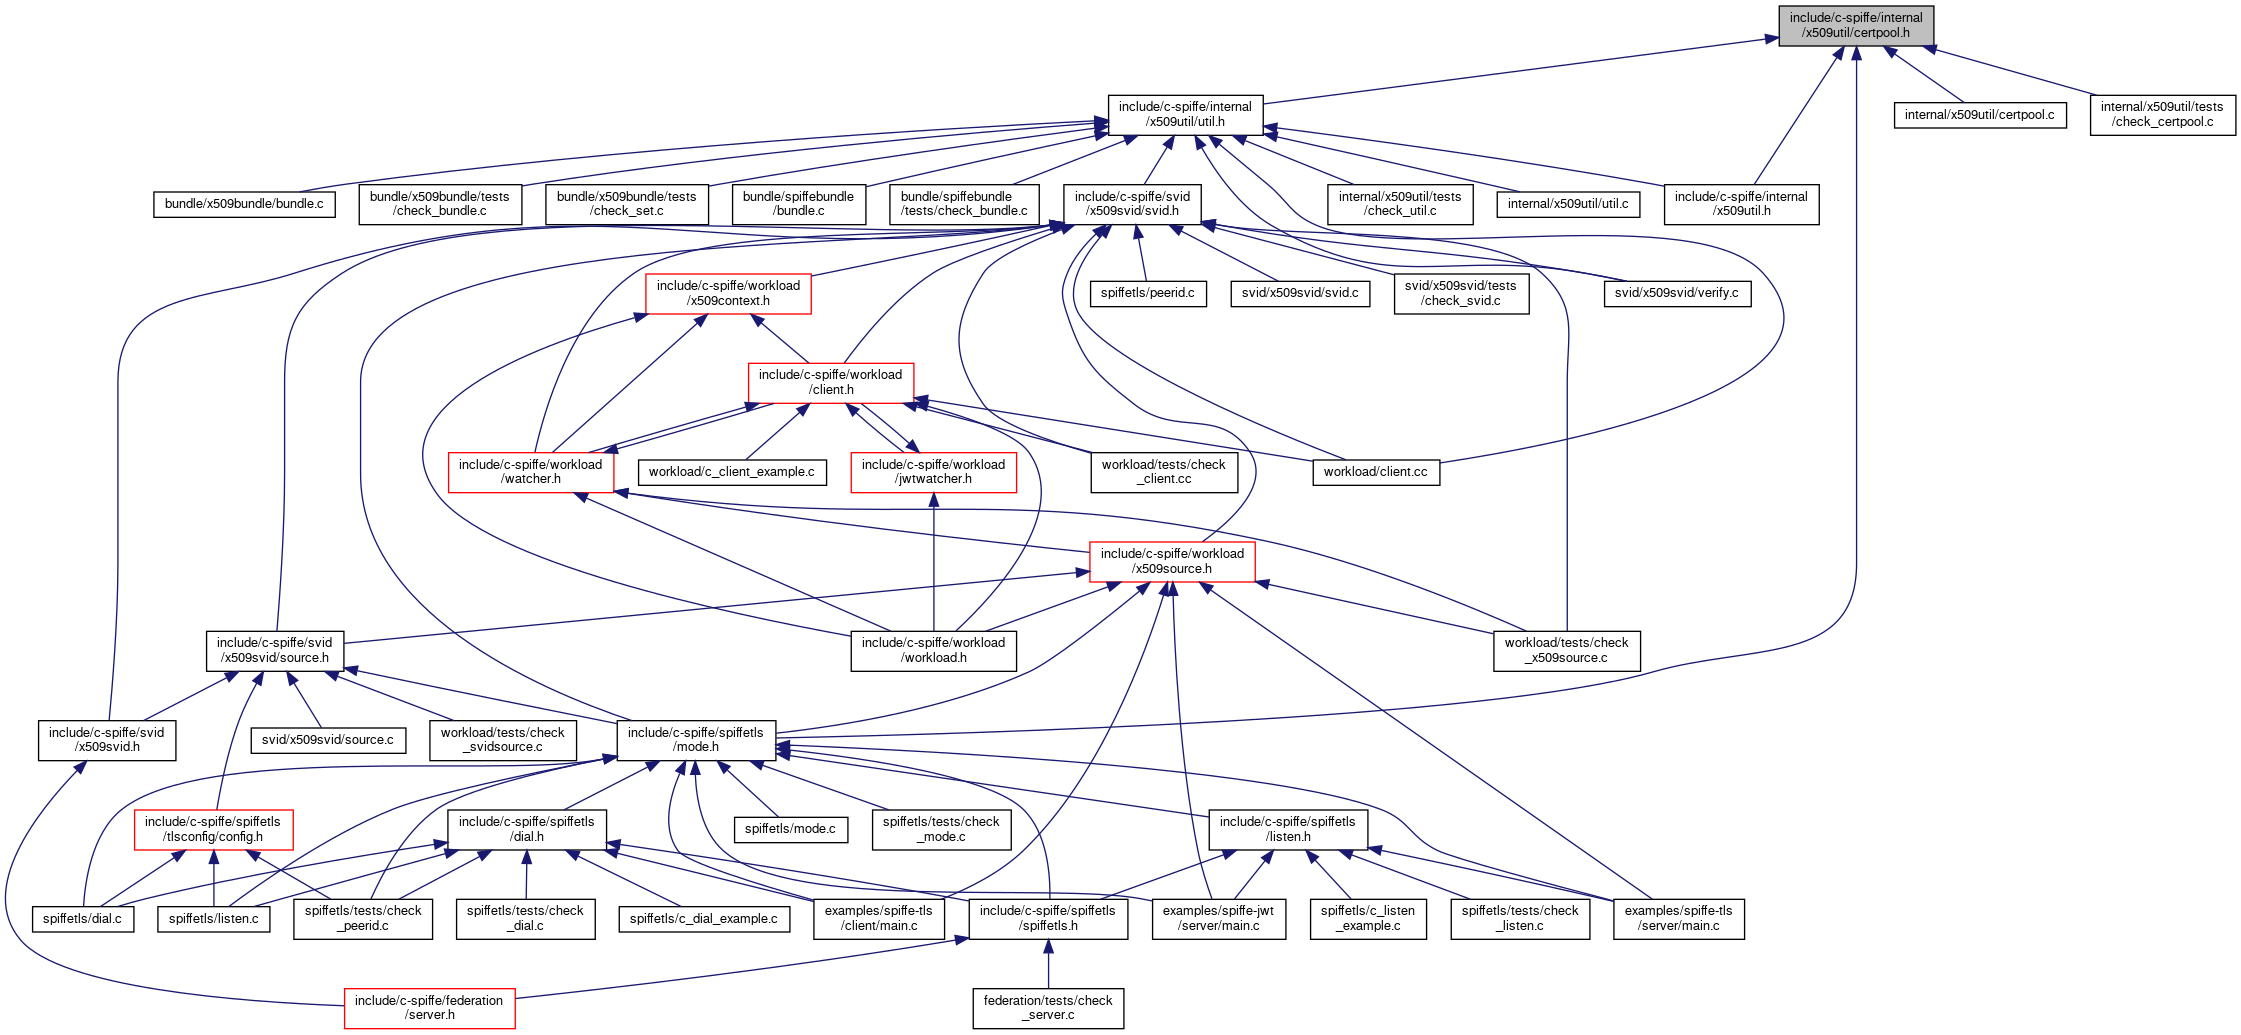 include/c-spiffe/internal
/x509util/certpool.h
include/c-spiffe/internal
/x509util/util.h
internal/x509util/certpool.c
internal/x509util/tests
/check_certpool.c
bundle/x509bundle/bundle.c
bundle/x509bundle/tests
/check_bundle.c
bundle/x509bundle/tests
/check_set.c
bundle/spiffebundle
/bundle.c
bundle/spiffebundle
/tests/check_bundle.c
include/c-spiffe/svid
/x509svid/svid.h
internal/x509util/tests
/check_util.c
internal/x509util/util.c
include/c-spiffe/internal
/x509util.h
include/c-spiffe/workload
/x509context.h
spiffetls/peerid.c
svid/x509svid/svid.c
svid/x509svid/tests
/check_svid.c
svid/x509svid/verify.c
include/c-spiffe/workload
/client.h
include/c-spiffe/workload
/watcher.h
workload/c_client_example.c
include/c-spiffe/workload
/jwtwatcher.h
workload/tests/check
_client.cc
workload/client.cc
include/c-spiffe/workload
/x509source.h
include/c-spiffe/svid
/x509svid/source.h
include/c-spiffe/workload
/workload.h
workload/tests/check
_x509source.c
include/c-spiffe/svid
/x509svid.h
svid/x509svid/source.c
workload/tests/check
_svidsource.c
include/c-spiffe/spiffetls
/mode.h
include/c-spiffe/spiffetls
/tlsconfig/config.h
include/c-spiffe/spiffetls
/dial.h
spiffetls/mode.c
spiffetls/tests/check
_mode.c
include/c-spiffe/spiffetls
/listen.h
spiffetls/dial.c
spiffetls/listen.c
spiffetls/tests/check
_peerid.c
spiffetls/tests/check
_dial.c
spiffetls/c_dial_example.c
examples/spiffe-tls
/client/main.c
include/c-spiffe/spiffetls
/spiffetls.h
examples/spiffe-jwt
/server/main.c
spiffetls/c_listen
_example.c
spiffetls/tests/check
_listen.c
examples/spiffe-tls
/server/main.c
include/c-spiffe/federation
/server.h
federation/tests/check
_server.c